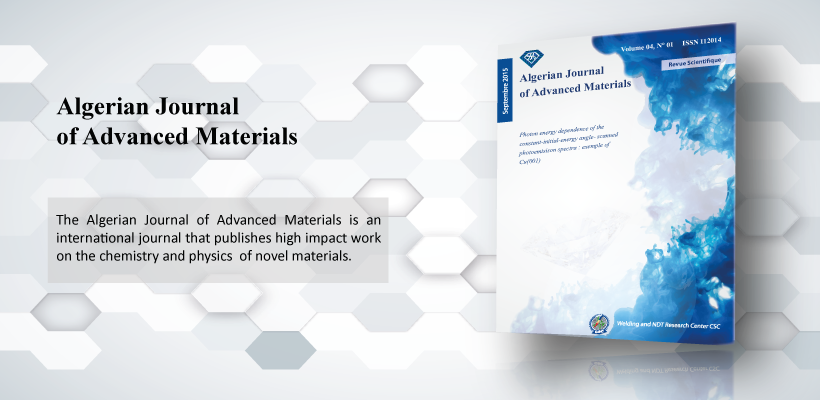 Algerian Journal
of Advanced Materials
The Algerian Journal of Advanced Materials is an
international journal that publishes high impact work
on the chemistry and physics of novel materials.
Volume 04, N° 01 ISSN 112014
Revue Scientifique
Septembre 2015
Algerian Journal
of Advanced Materials
Photon energy dependence of the
constant-initial-energy angle- scanned
photoemission spectra : exemple of
Cu(001)
Welding and NDT Research Center CSC